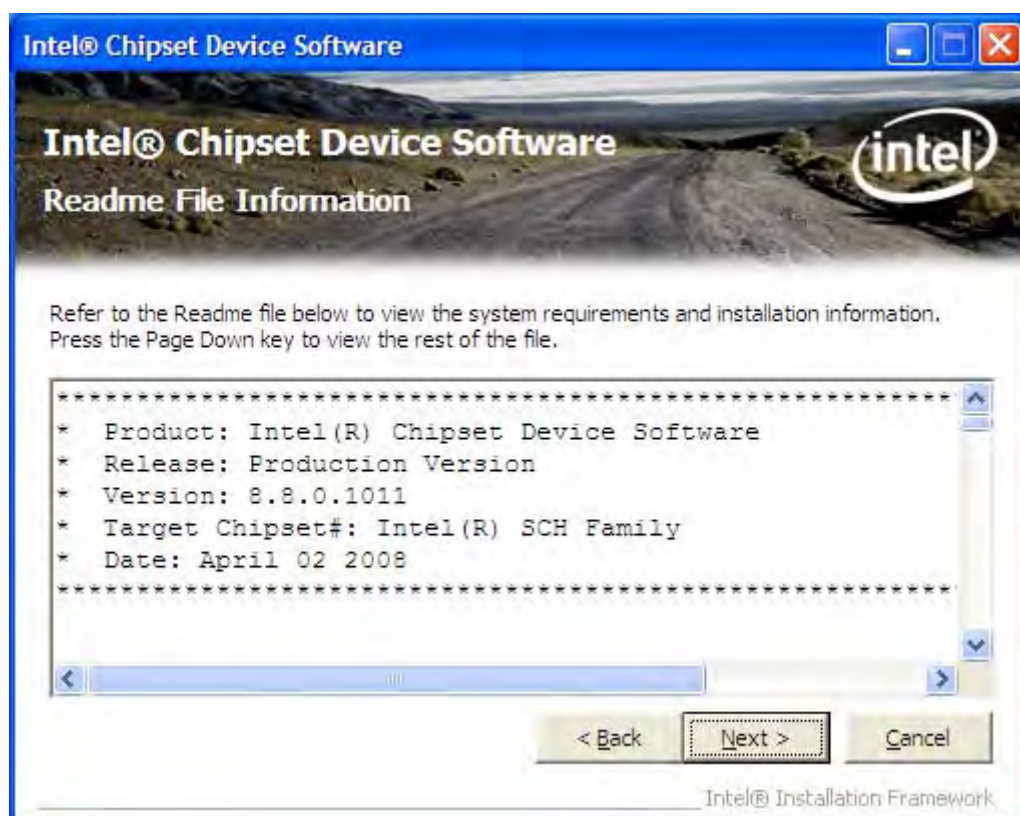 Intel® Chipset Device Software
Intel® Chipset Device Software
intel
Readme File Information
Refer to the Readme file below to view the system requirements and installation information.
Press the Page Down key to view the rest of the file.
************************************************************
*  Product: Intel(R) Chipset Device Software
*  Release: Production Version
*  Version: 8.8.0.1011
*  Target Chipset#: Intel(R) SCH Family
*  Date: April 02 2008
************************************************************
< Back
Next >
Cancel
Intel® Installation Framework